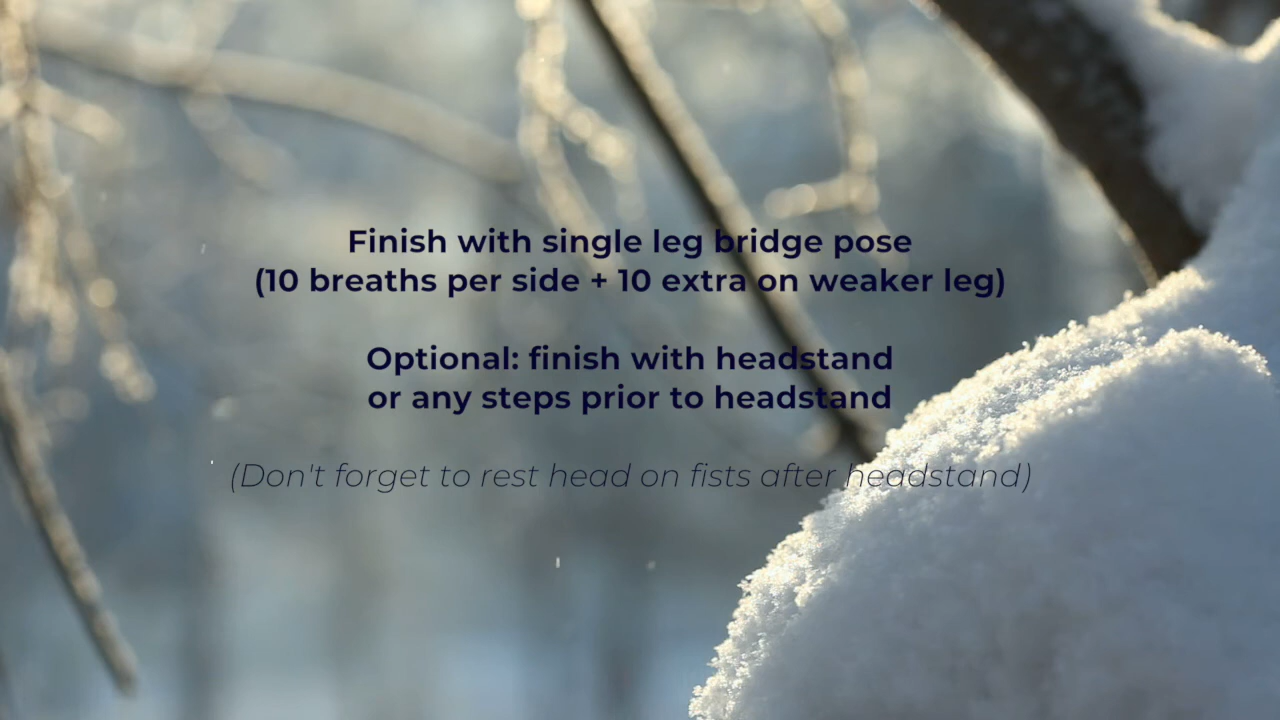 Finish with single leg bridge pose
(10 breaths per side + 10 extra on weaker leg)
Optional: finish with headstand
or any steps prior to headstand
(Don't forget to rest head on fists after headstand)